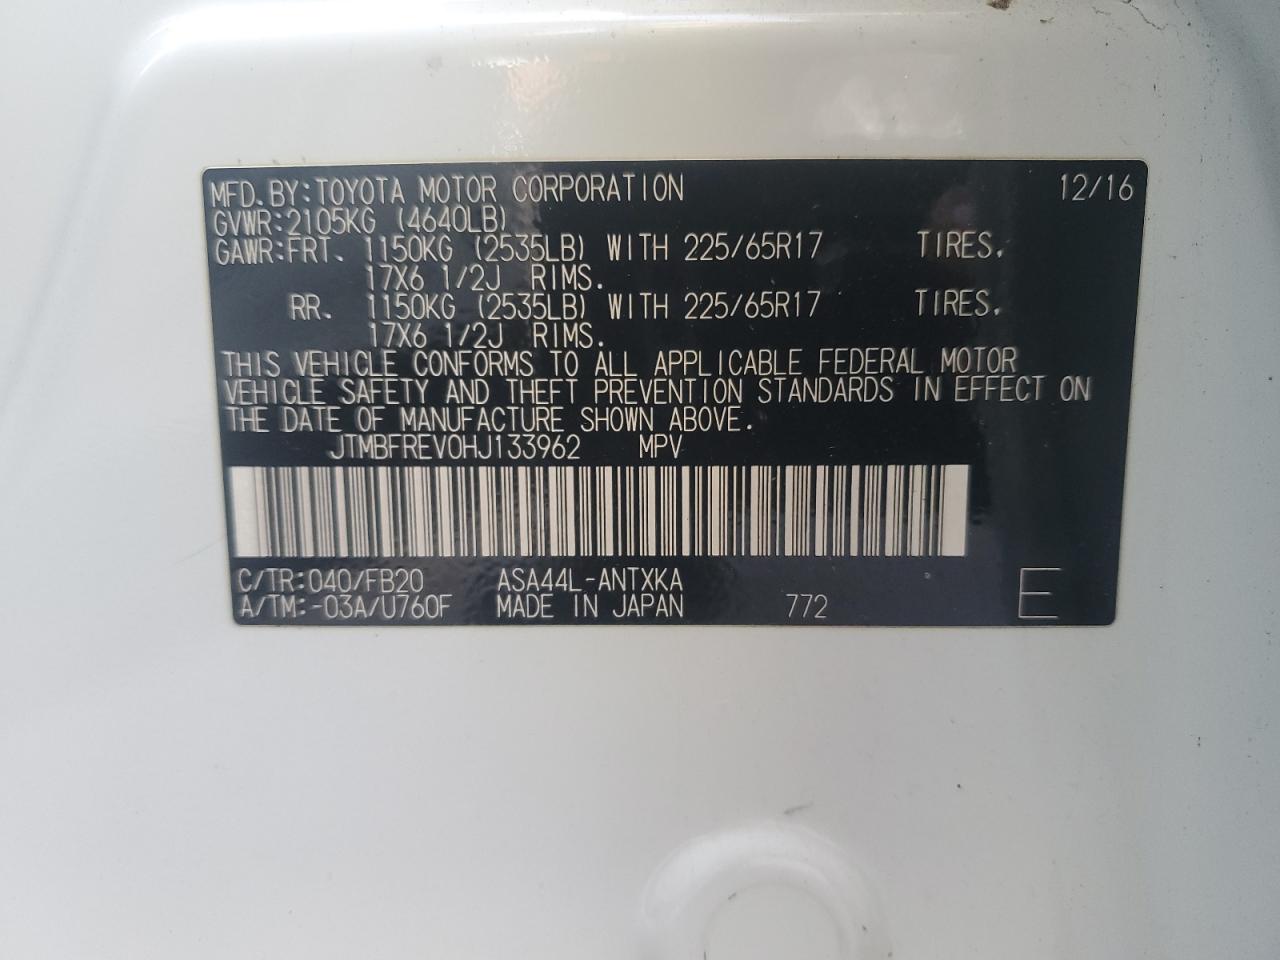 MFD.BY:TOYOTA MOTOR CORPORATION 12/16
GVWR:2105KG (4640LB)
GAWR:FRT. 1150KG (2535LB) WITH 225/65R17 TIRES,
17X6 1/2J RIMS.
RR. 1150KG (2535LB) WITH 225/65R17 TIRES,
17X6 1/2J RIMS.
THIS VEHICLE CONFORMS TO ALL APPLICABLE FEDERAL MOTOR
VEHICLE SAFETY AND THEFT PREVENTION STANDARDS IN EFFECT ON
THE DATE OF MANUFACTURE SHOWN ABOVE.
JTMBFREV0HJ133962 MPV
C/TR:040/FB20 ASA44L-ANTXKA
A/TM:-03A/U760F MADE IN JAPAN 772 E